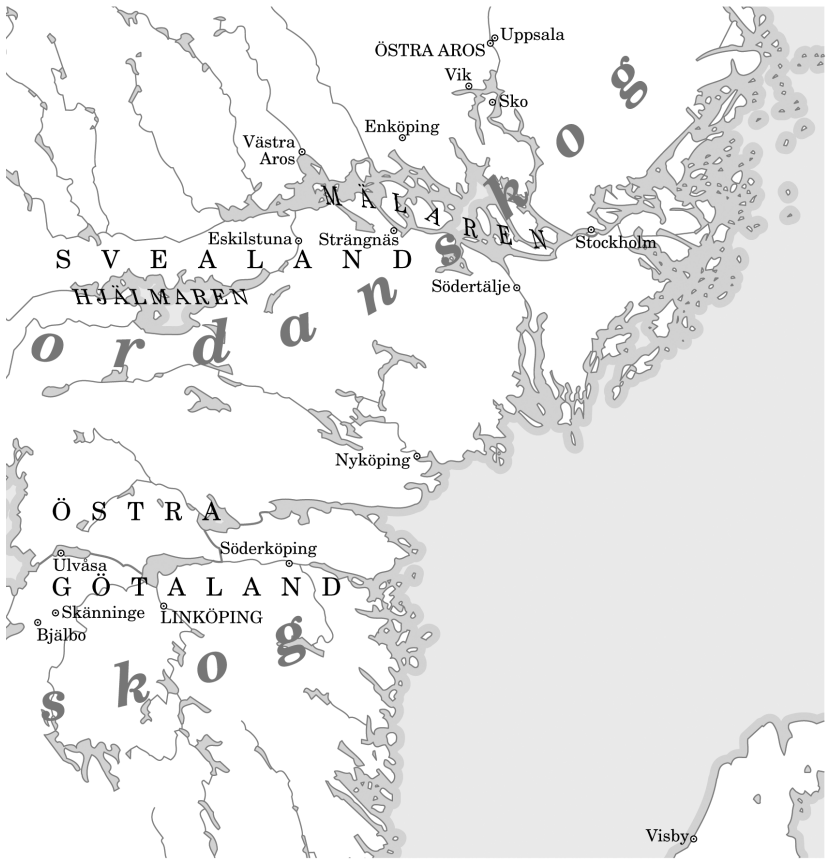 Uppsala
ÖSTRA AROS
Vik
Sko
Enköping
Västra
Aros
MÄLAREN
Eskilstuna
Strängnäs
Stockholm
SVEALAND
Södertälje
HJÄLMAREN
ordanskog
Nyköping
ÖSTRA
Söderköping
Ulvåsa
GÖTALAND
Skänninge
LINKÖPING
Bjälbo
skog
Visby